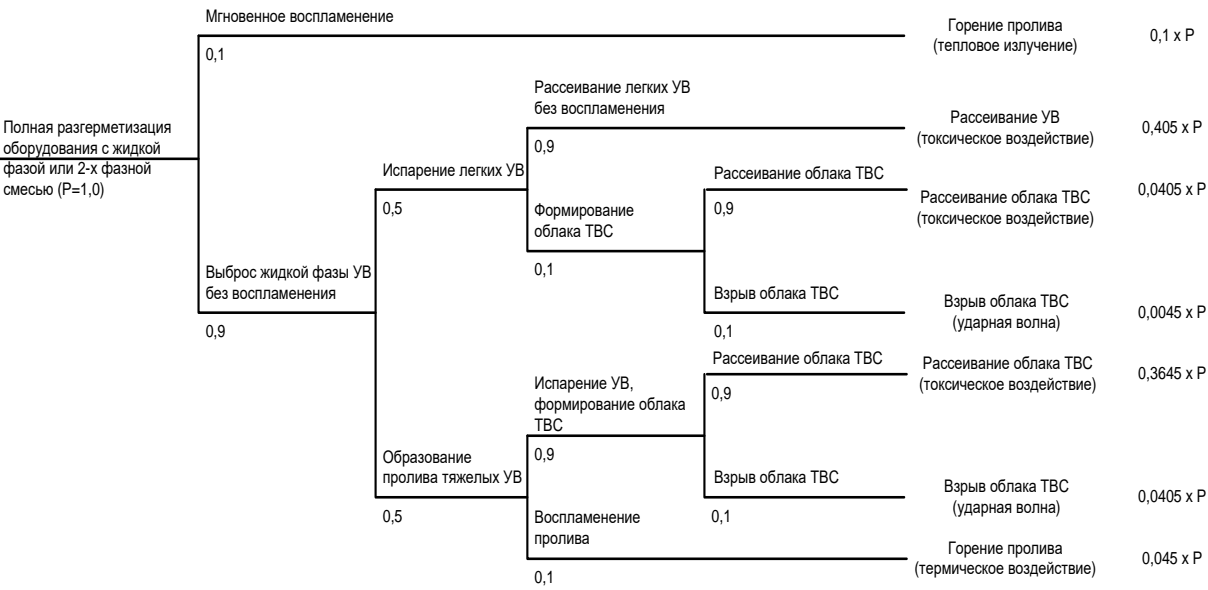 Мгновенное воспламенение
0,1
Горение пролива
(тепловое излучение)
0,1 x P
Полная разгерметизация
оборудования с жидкой
фазой или 2-х фазной
смесью (P=1,0)
Рассеивание легких УВ
без воспламенения
0,9
Рассеивание УВ
(токсическое воздействие)
0,405 x P
Испарение легких УВ
0,5
Формирование
облака ТВС
0,1
Рассеивание облака ТВС
0,9
Рассеивание облака ТВС
(токсическое воздействие)
0,0405 x P
Выброс жидкой фазы УВ
без воспламенения
0,9
Взрыв облака ТВС
0,1
Взрыв облака ТВС
(ударная волна)
0,0045 x P
Рассеивание облака ТВС
0,9
Рассеивание облака ТВС
(токсическое воздействие)
0,3645 x P
Испарение УВ,
формирование облака
ТВС
0,9
Образование
пролива тяжелых УВ
0,5
Взрыв облака ТВС
0,1
Взрыв облака ТВС
(ударная волна)
0,0405 x P
Воспламенение
пролива
0,1
Горение пролива
(термическое воздействие)
0,045 x P